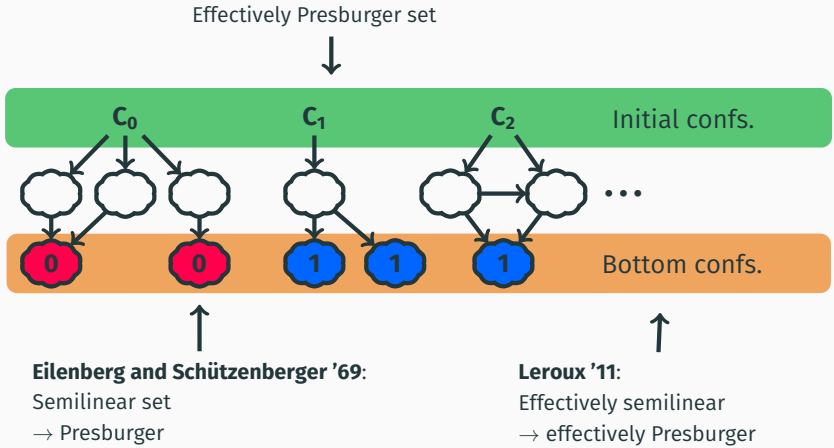 Effectively Presburger set
C₀ C₁ C₂ Initial confs.
...
0 0 1 1 1 Bottom confs.
Eilenberg and Schützenberger ’69:
Semilinear set
→ Presburger
Leroux ’11:
Effectively semilinear
→ effectively Presburger